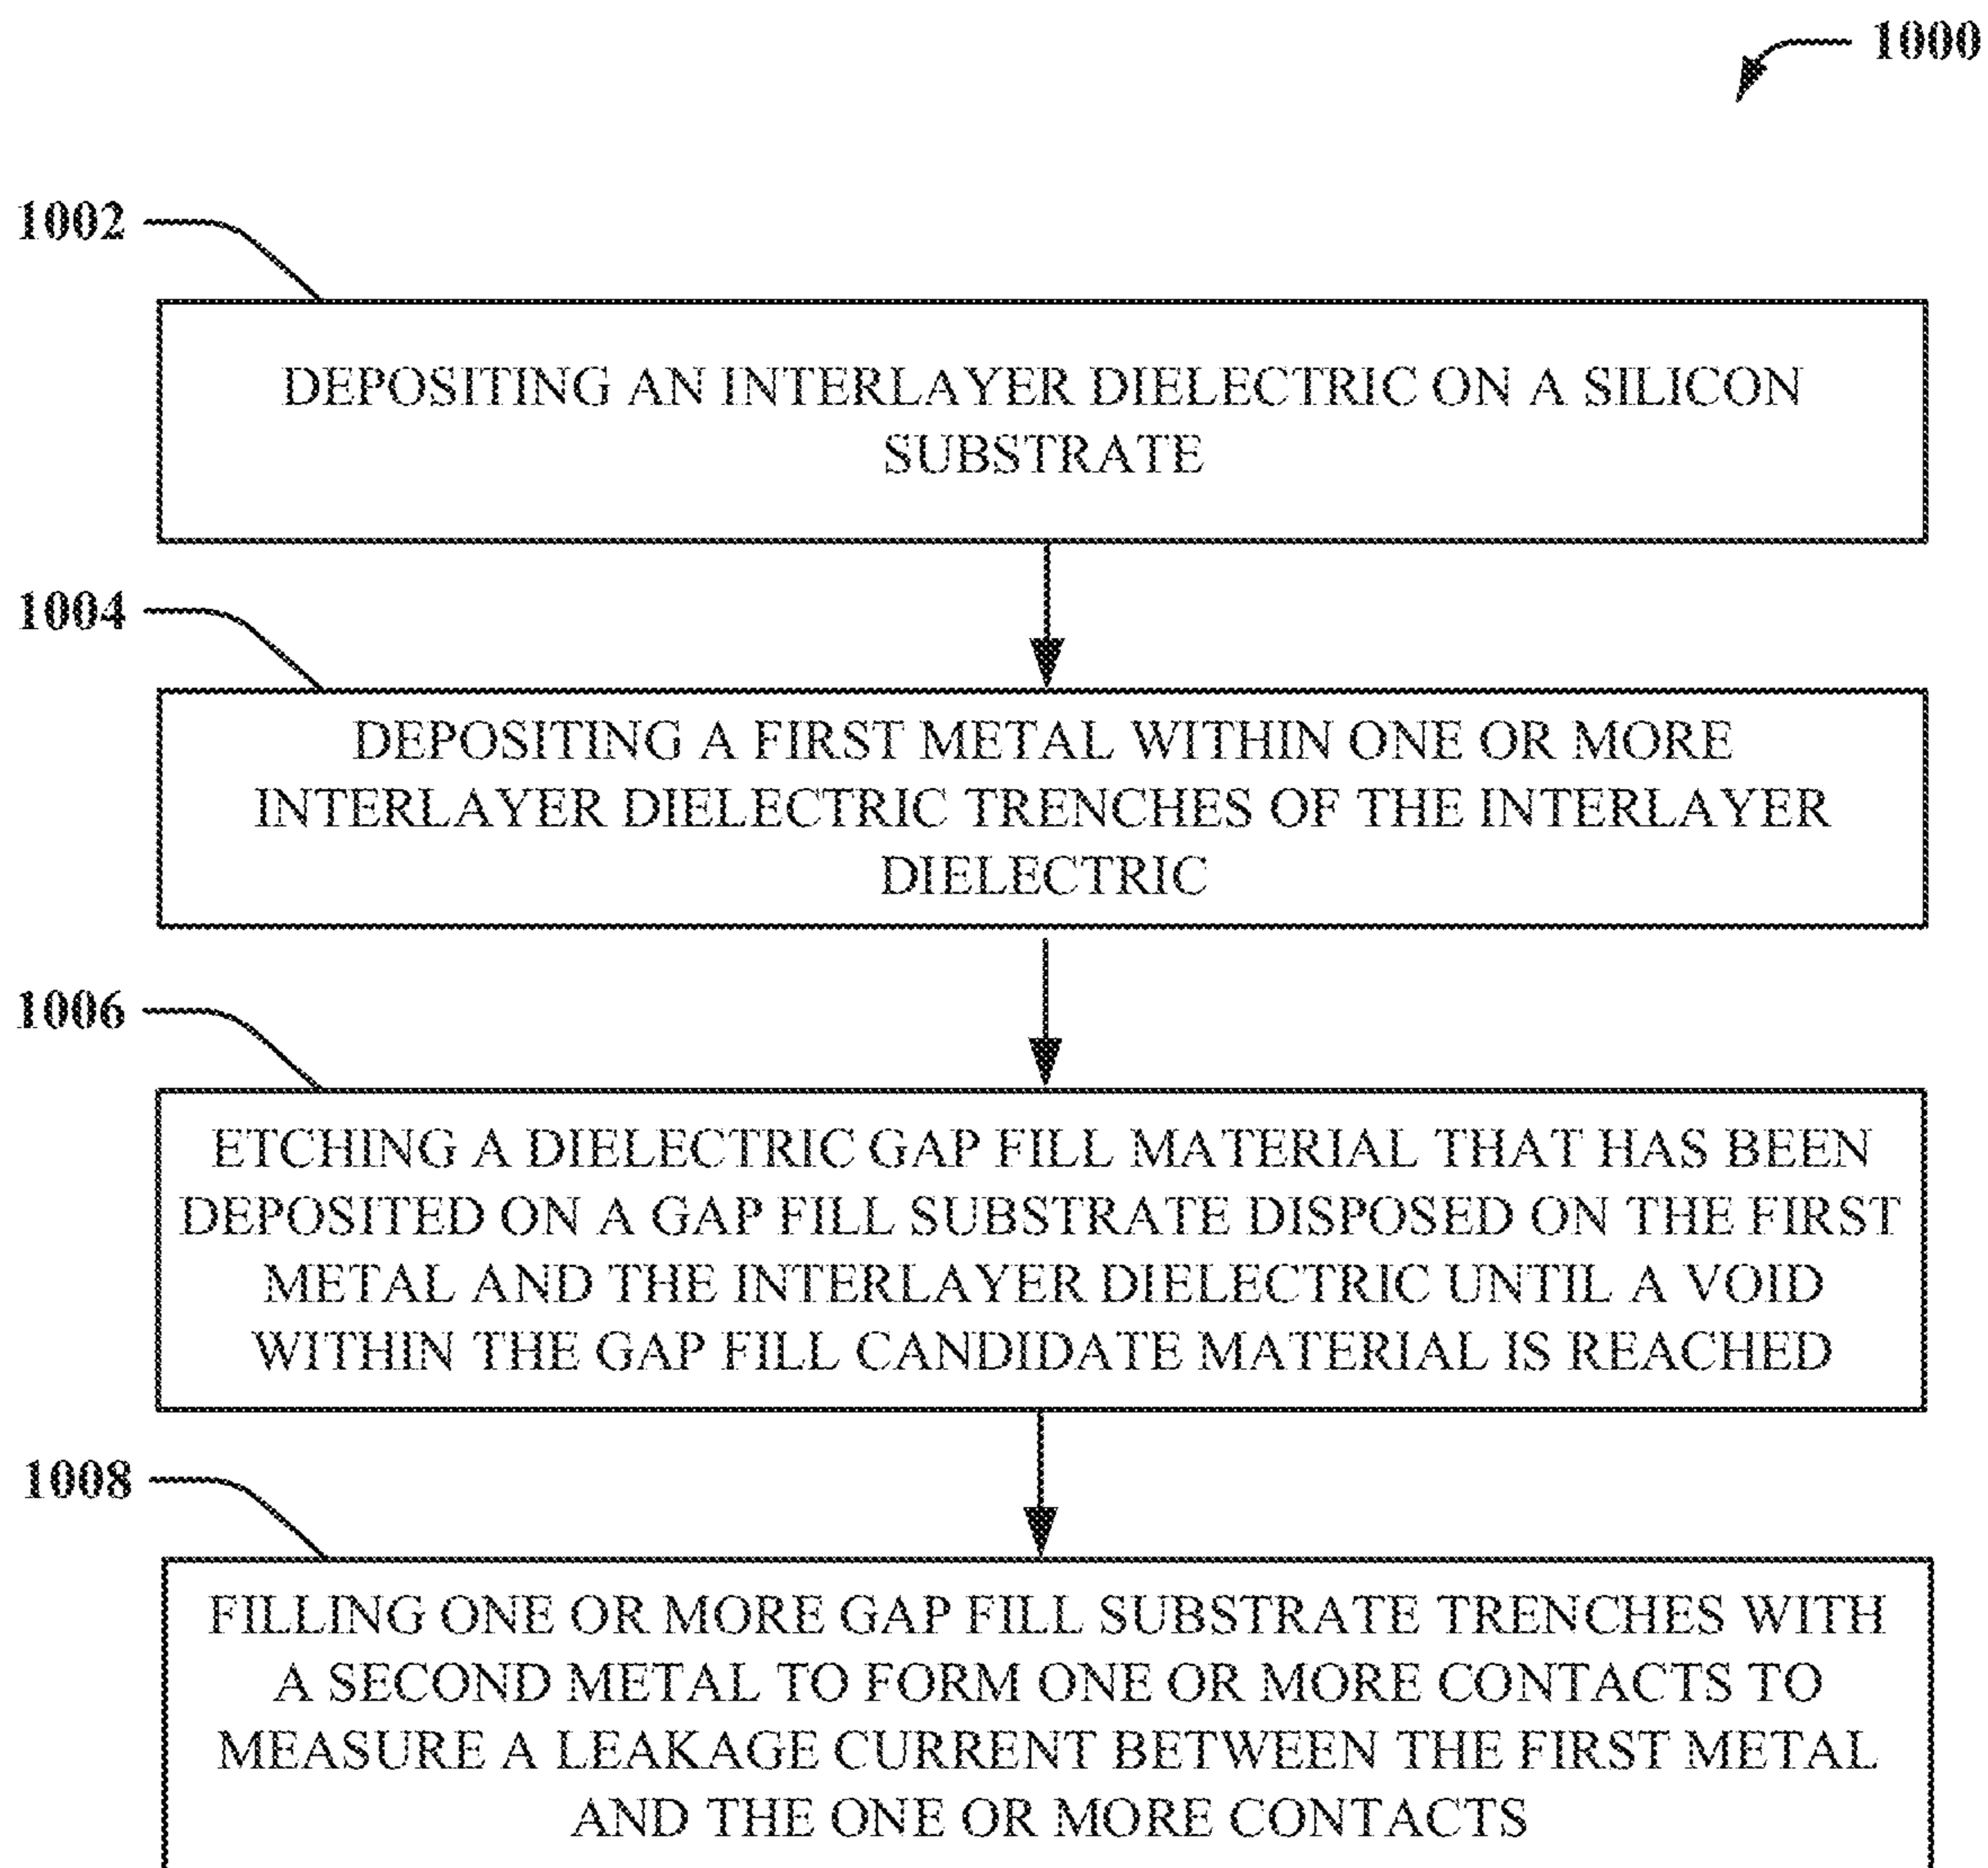 1000
1002
DEPOSITING AN INTERLAYER DIELECTRIC ON A SILICON
SUBSTRATE
1004
DEPOSITING A FIRST METAL WITHIN ONE OR MORE
INTERLAYER DIELECTRIC TRENCHES OF THE INTERLAYER
DIELECTRIC
1006
ETCHING A DIELECTRIC GAP FILL MATERIAL THAT HAS BEEN
DEPOSITED ON A GAP FILL SUBSTRATE DISPOSED ON THE FIRST
METAL AND THE INTERLAYER DIELECTRIC UNTIL A VOID
WITHIN THE GAP FILL CANDIDATE MATERIAL IS REACHED
1008
FILLING ONE OR MORE GAP FILL SUBSTRATE TRENCHES WITH
A SECOND METAL TO FORM ONE OR MORE CONTACTS TO
MEASURE A LEAKAGE CURRENT BETWEEN THE FIRST METAL
AND THE ONE OR MORE CONTACTS